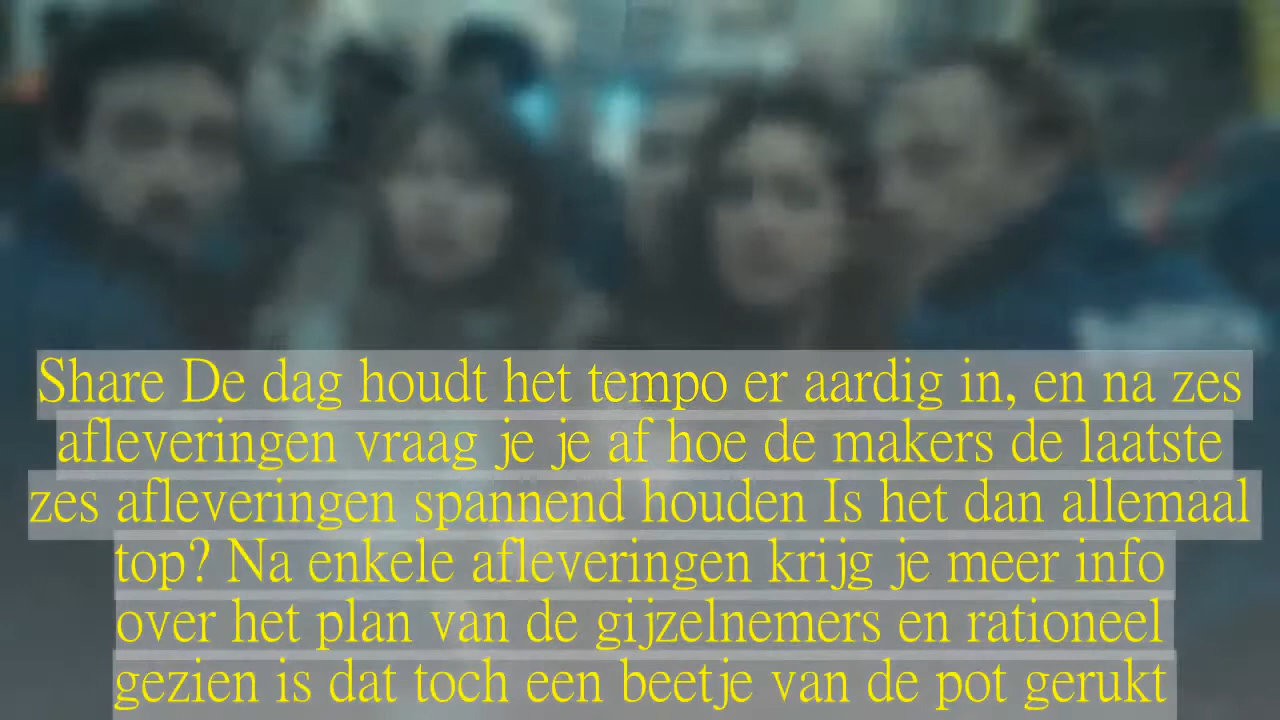 Share De dag houdt het tempo er aardig in, en na zes
afleveringen vraag je je af hoe de makers de laatste
zes afleveringen spannend houden Is het dan allemaal
top? Na enkele afleveringen krijg je meer info
over het plan van de gijzelnemers en rationeel
gezien is dat toch een beetje van de pot gerukt